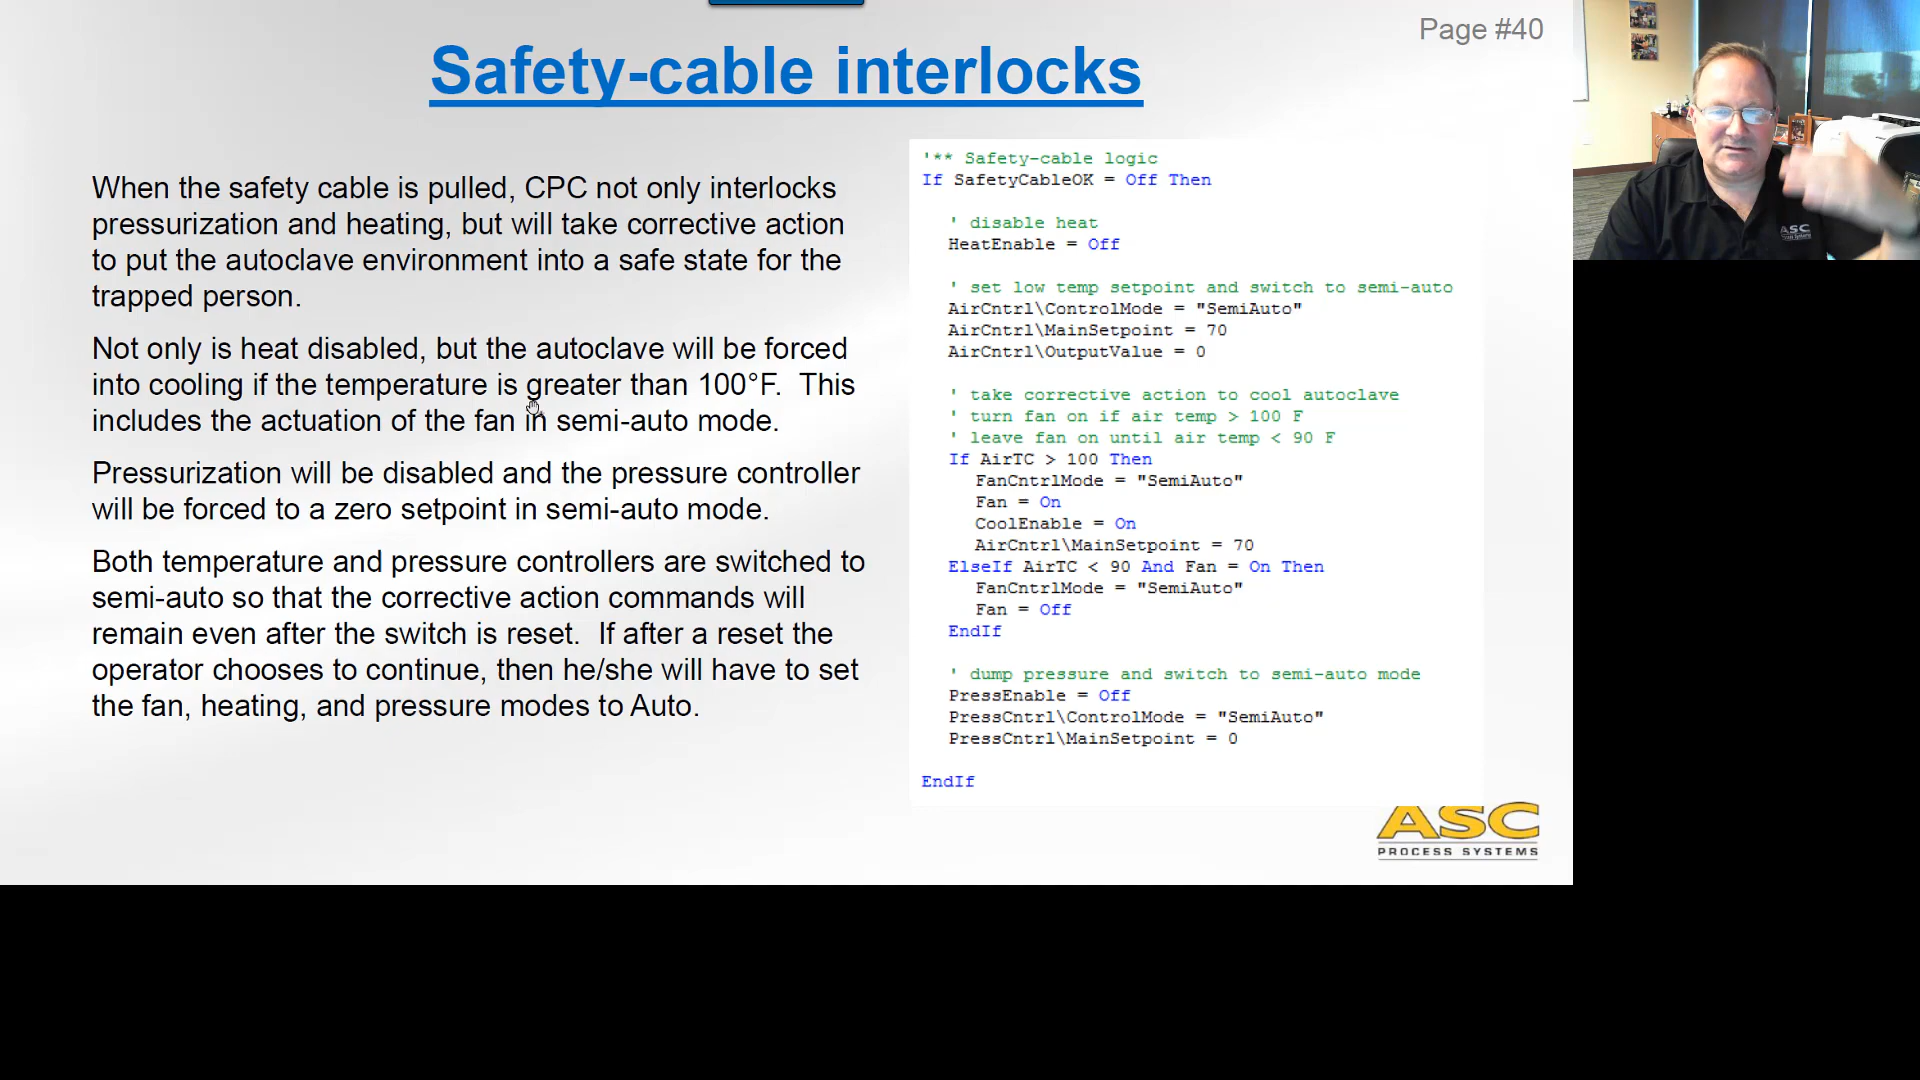 Page #40
Safety-cable interlocks
When the safety cable is pulled, CPC not only interlocks
pressurization and heating, but will take corrective action
to put the autoclave environment into a safe state for the
trapped person.
Not only is heat disabled, but the autoclave will be forced
into cooling if the temperature is greater than 100°F.  This
includes the actuation of the fan in semi-auto mode.
Pressurization will be disabled and the pressure controller
will be forced to a zero setpoint in semi-auto mode.
Both temperature and pressure controllers are switched to
semi-auto so that the corrective action commands will
remain even after the switch is reset.  If after a reset the
operator chooses to continue, then he/she will have to set
the fan, heating, and pressure modes to Auto.
'** Safety-cable logic
If SafetyCableOK = Off Then
' disable heat
HeatEnable = Off
' set low temp setpoint and switch to semi-auto
AirCntrl\ControlMode = "SemiAuto"
AirCntrl\MainSetpoint = 70
AirCntrl\OutputValue = 0
' take corrective action to cool autoclave
' turn fan on if air temp > 100 F
' leave fan on until air temp < 90 F
If AirTC > 100 Then
FanCntrlMode = "SemiAuto"
Fan = On
CoolEnable = On
AirCntrl\MainSetpoint = 70
ElseIf AirTC < 90 And Fan = On Then
FanCntrlMode = "SemiAuto"
Fan = Off
EndIf
' dump pressure and switch to semi-auto mode
PressEnable = Off
PressCntrl\ControlMode = "SemiAuto"
PressCntrl\MainSetpoint = 0
EndIf
ASC
PROCESS SYSTEMS
ASC